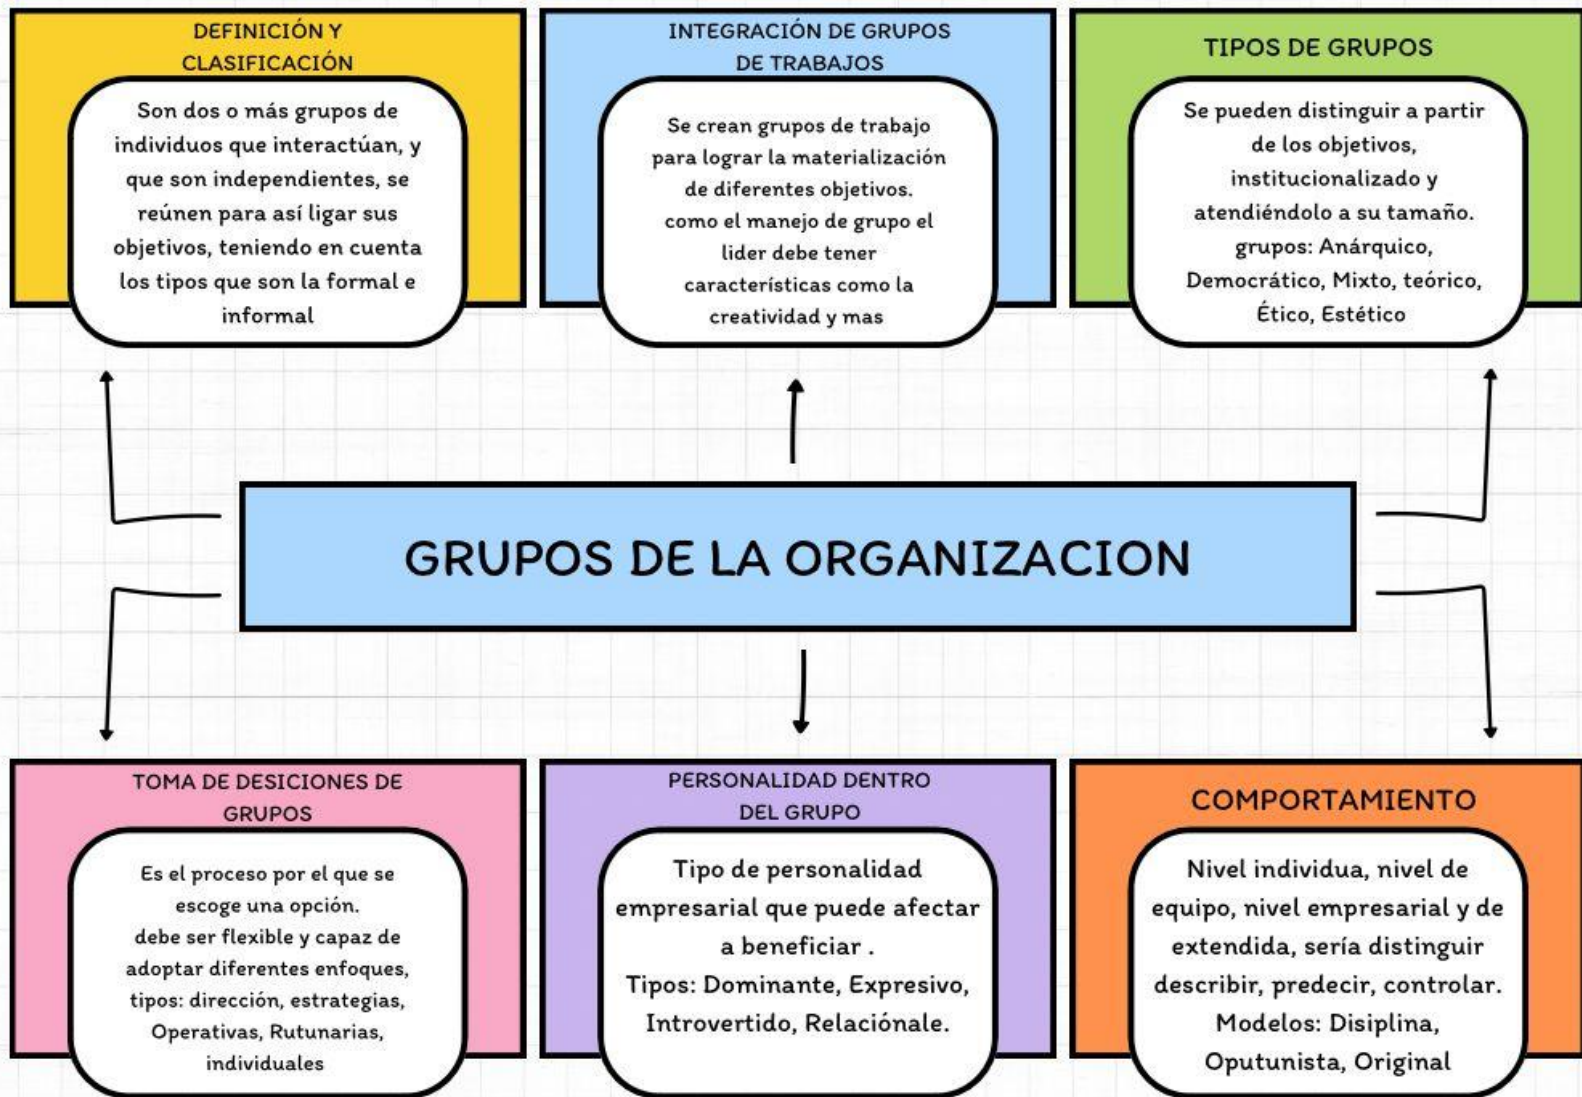 DEFINICIÓN Y
CLASIFICACIÓN
Son dos o más grupos de
individuos que interactúan, y
que son independientes, se
reúnen para así ligar sus
objetivos, teniendo en cuenta
los tipos que son la formal e
informal
INTEGRACIÓN DE GRUPOS
DE TRABAJOS
Se crean grupos de trabajo
para lograr la materialización
de diferentes objetivos.
como el manejo de grupo el
lider debe tener
características como la
creatividad y mas
TIPOS DE GRUPOS
Se pueden distinguir a partir
de los objetivos,
institucionalizado y
atendiéndolo a su tamaño.
grupos: Anárquico,
Democrático, Mixto, teórico,
Ético, Estético
GRUPOS DE LA ORGANIZACION
TOMA DE DESICIONES DE
GRUPOS
Es el proceso por el que se
escoge una opción.
debe ser flexible y capaz de
adoptar diferentes enfoques,
tipos: dirección, estrategias,
Operativas, Rutunarias,
individuales
PERSONALIDAD DENTRO
DEL GRUPO
Tipo de personalidad
empresarial que puede afectar
a beneficiar .
Tipos: Dominante, Expresivo,
Introvertido, Relaciónale.
COMPORTAMIENTO
Nivel individua, nivel de
equipo, nivel empresarial y de
extendida, sería distinguir
describir, predecir, controlar.
Modelos: Disiplina,
Oputunista, Original